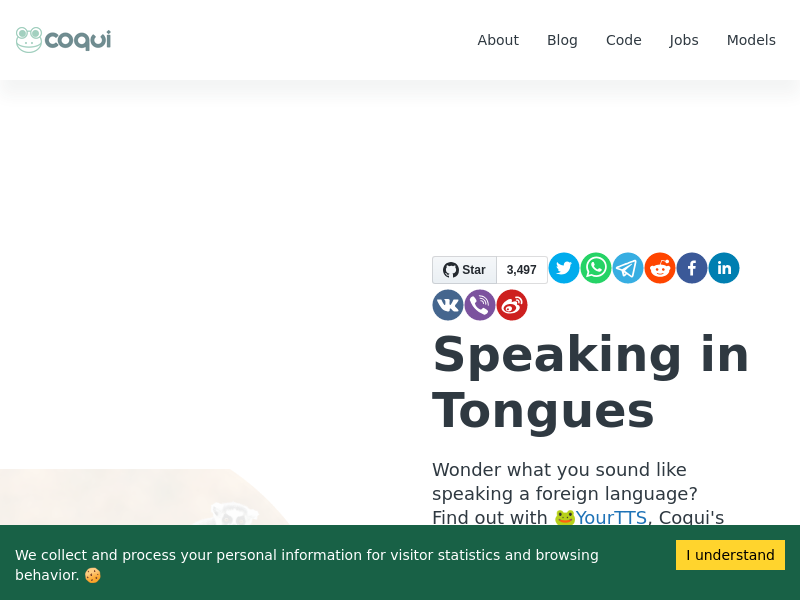 coqui
About Blog Code Jobs Models
Star 3,497
Speaking in
Tongues
Wonder what you sound like
speaking a foreign language?
Find out with 🐸YourTTS, Coqui's
We collect and process your personal information for visitor statistics and browsing
behavior. 🍪
I understand